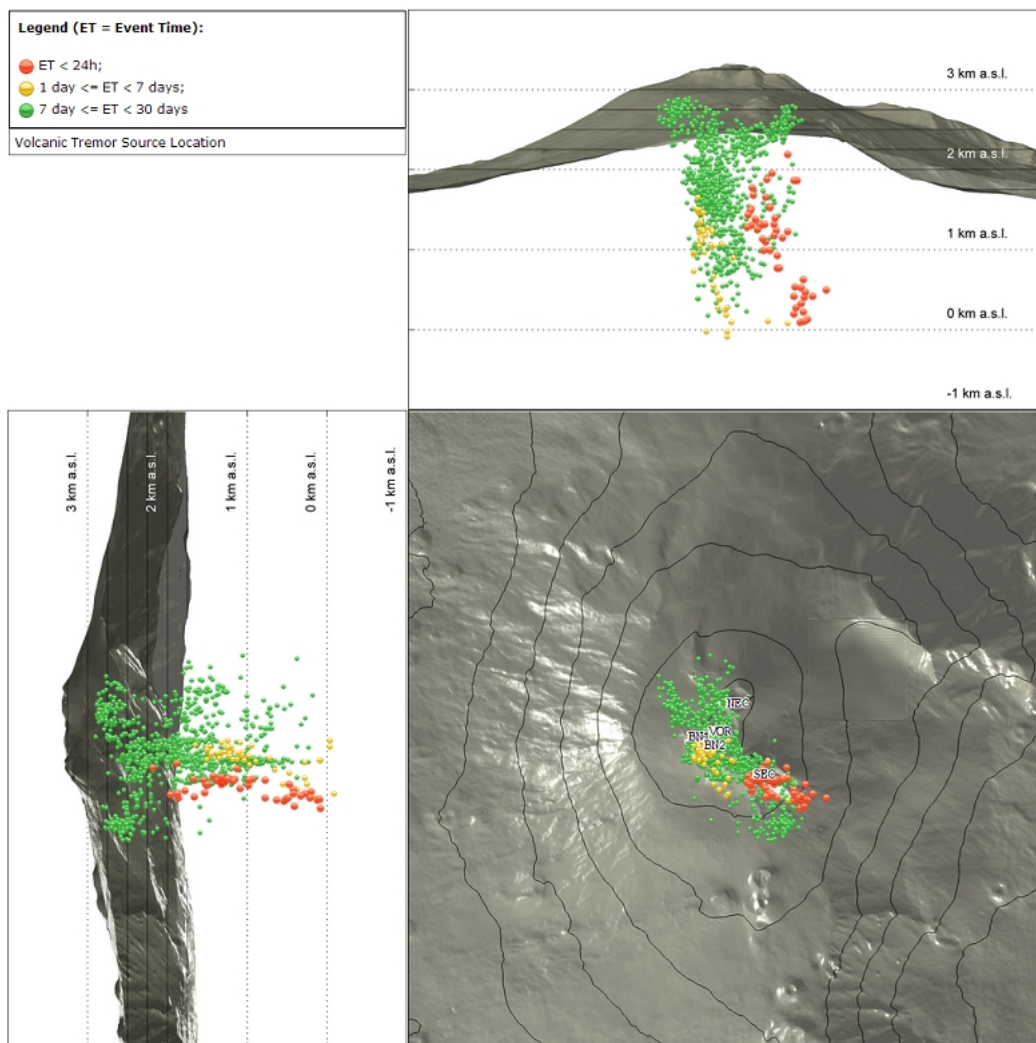 Legend (ET = Event Time):
ET < 24h;
1 day <= ET < 7 days;
7 day <= ET < 30 days
Volcanic Tremor Source Location
3 km a.s.l.
2 km a.s.l.
1 km a.s.l.
0 km a.s.l.
-1 km a.s.l.
3 km a.s.l.
2 km a.s.l.
1 km a.s.l.
0 km a.s.l.
-1 km a.s.l.
NEC
VOR
BN1
BN2
SEC